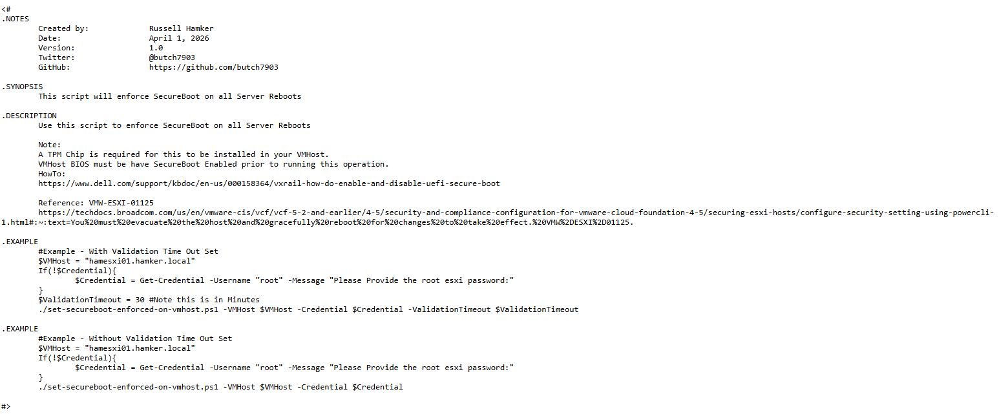 <#
.NOTES
	Created by:		Russell Hamker
	Date:			April 1, 2026
	Version:		1.0
	Twitter:		@butch7903
	GitHub:			https://github.com/butch7903

.SYNOPSIS
	This script will enforce SecureBoot on all Server Reboots

.DESCRIPTION
	Use this script to enforce SecureBoot on all Server Reboots

	Note:
	A TPM Chip is required for this to be installed in your VMHost.
	VMHost BIOS must be have SecureBoot Enabled prior to running this operation.
	HowTo:
	https://www.dell.com/support/kbdoc/en-us/000158364/vxrail-how-do-enable-and-disable-uefi-secure-boot

	Reference: VMW-ESXI-01125
	https://techdocs.broadcom.com/us/en/vmware-cis/vcf/vcf-5-2-and-earlier/4-5/security-and-compliance-configuration-for-vmware-cloud-foundation-4-5/securing-esxi-hosts/configure-security-setting-using-powercli-
1.html#:~:text=You%20must%20evacuate%20the%20host%20and%20gracefully%20reboot%20for%20changes%20to%20take%20effect.%20VMW%2DESXI%2D01125.

.EXAMPLE
	#Example - With Validation Time Out Set
	$VMHost = "hamesxi01.hamker.local"
	If(!$Credential){
		$Credential = Get-Credential -Username "root" -Message "Please Provide the root esxi password:"
	}
	$ValidationTimeout = 30 #Note this is in Minutes
	./set-secureboot-enforced-on-vmhost.ps1 -VMHost $VMHost -Credential $Credential -ValidationTimeout $ValidationTimeout

.EXAMPLE
	#Example - Without Validation Time Out Set
	$VMHost = "hamesxi01.hamker.local"
	If(!$Credential){
		$Credential = Get-Credential -Username "root" -Message "Please Provide the root esxi password:"
	}
	./set-secureboot-enforced-on-vmhost.ps1 -VMHost $VMHost -Credential $Credential

#>